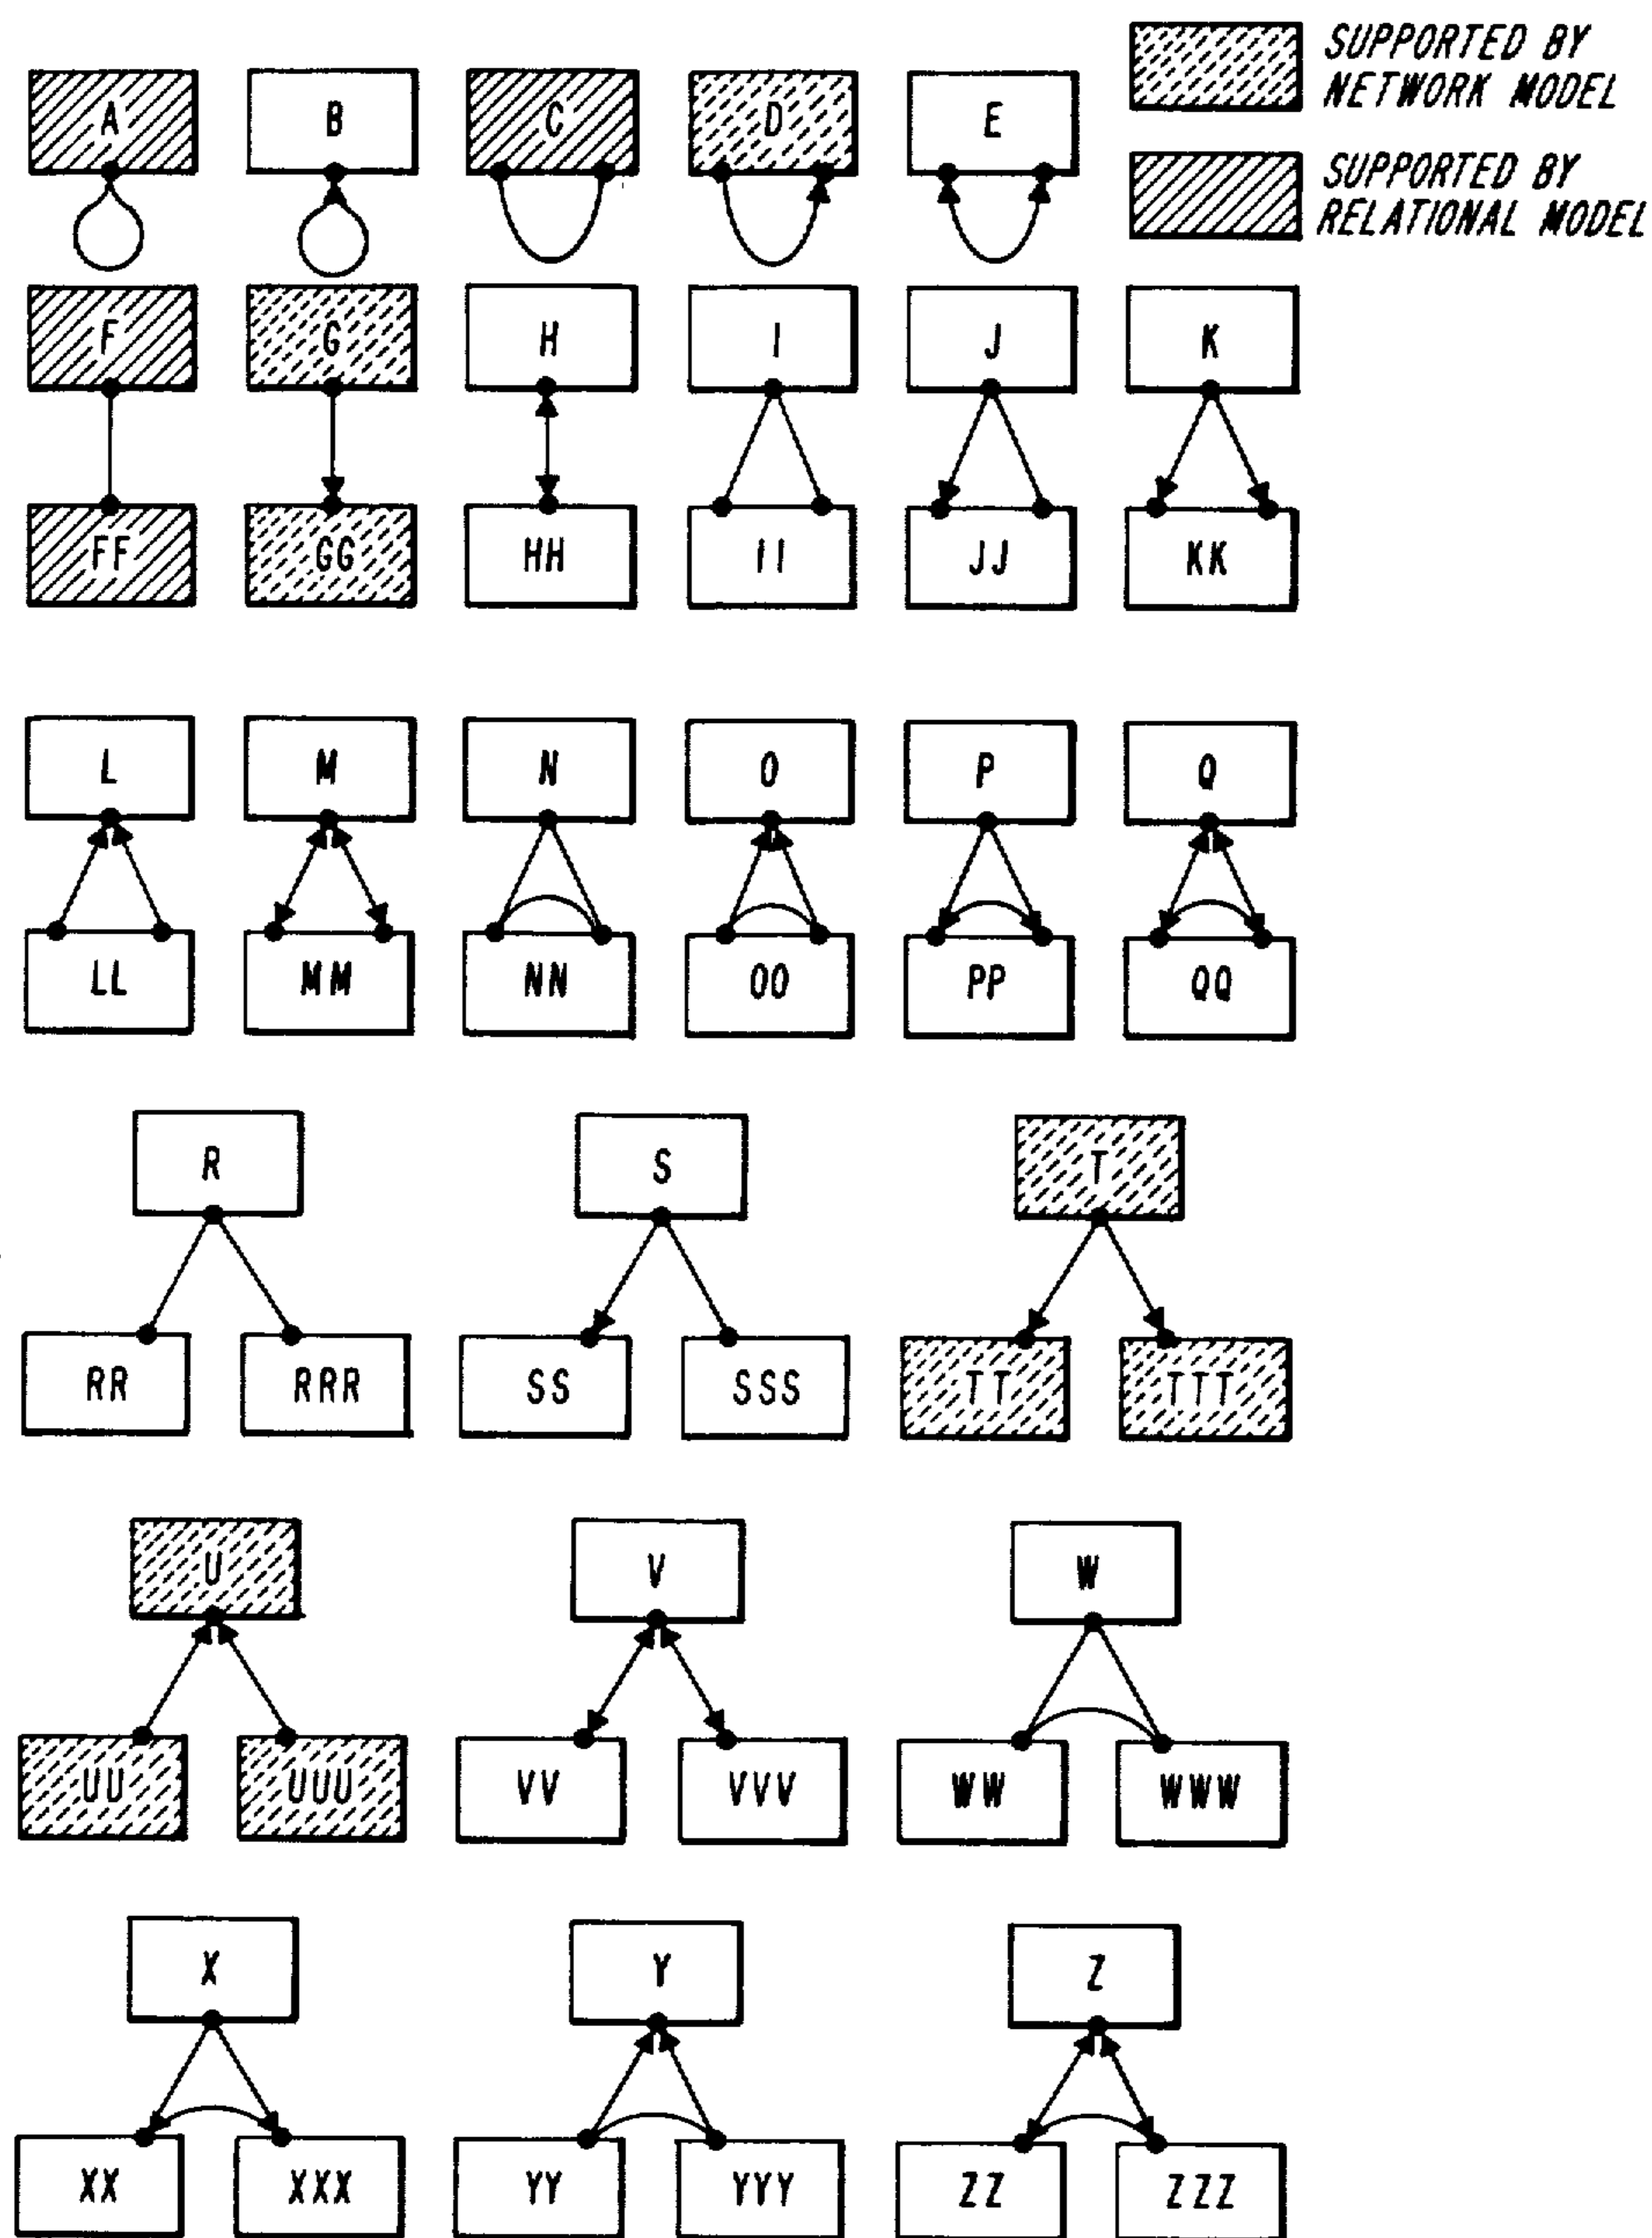 SUPPORTED BY
NETWORK MODEL
A B C D E
SUPPORTED BY
RELATIONAL MODEL
F G H I J K
FF GG HH II JJ KK
L M N O P Q
LL MM NN OO PP QQ
R S T
RR RRR SS SSS TT TTT
U V W
UU UUU VV VVV WW WWW
X Y Z
XX XXX YY YYY ZZ ZZZ